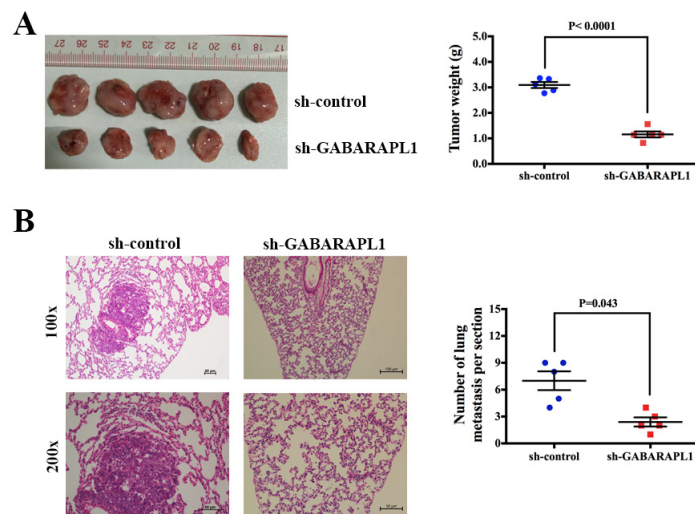 A
27 26 25 24 23 22 21 20 19 18 17
sh-control
sh-GABARAPL1
P< 0.0001
Tumor weight (g)
5.0
4.0
3.0
2.0
1.0
0.0
sh-control
sh-GABARAPL1
B
sh-control
sh-GABARAPL1
100x
200x
P=0.043
Number of lung
metastasis per section
15
12
9
6
3
0
sh-control
sh-GABARAPL1